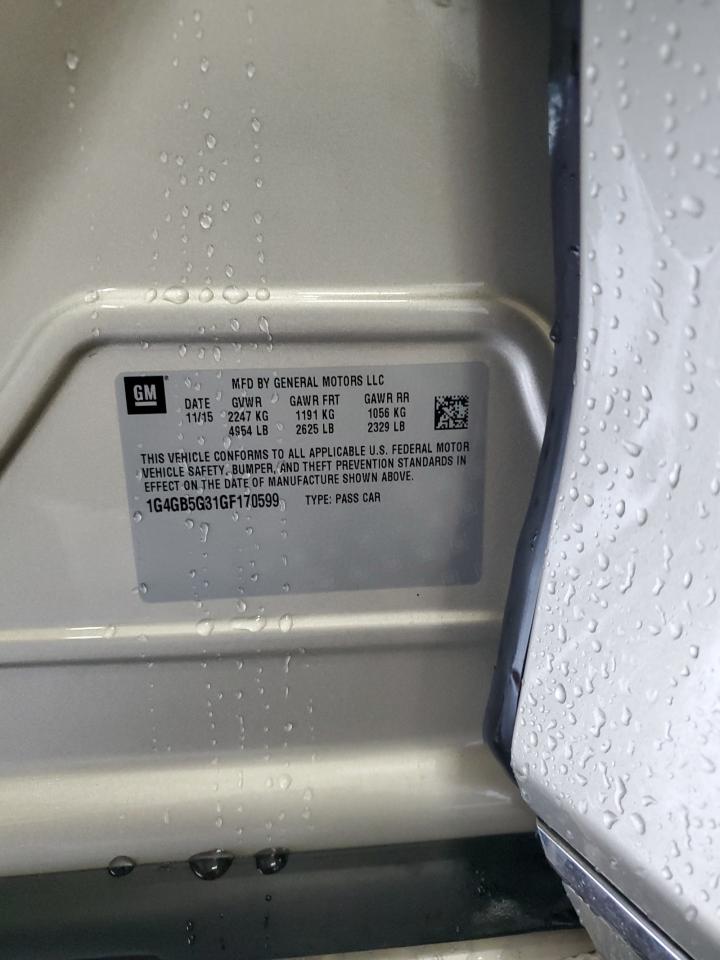 GM
MFD BY GENERAL MOTORS LLC
DATE GVWR GAWR FRT GAWR RR
11/15 2247 KG 1191 KG 1056 KG
4954 LB 2625 LB 2329 LB
THIS VEHICLE CONFORMS TO ALL APPLICABLE U.S. FEDERAL MOTOR
VEHICLE SAFETY, BUMPER, AND THEFT PREVENTION STANDARDS IN
EFFECT ON THE DATE OF MANUFACTURE SHOWN ABOVE.
1G4GB5G31GF170599 TYPE: PASS CAR